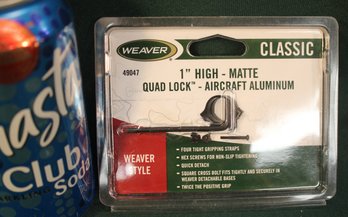 WEAVER
CLASSIC
49047
1" HIGH - MATTE
QUAD LOCK™ - AIRCRAFT ALUMINUM
WEAVER
STYLE
• FOUR TIGHT GRIPPING STRAPS
• HEX SCREWS FOR NON-SLIP TIGHTENING
• QUICK DETACH
• SQUARE CROSS BOLT FITS TIGHTLY AND SECURELY IN
WEAVER DETACHABLE BASES
• TWICE THE POSITIVE GRIP
Club
Soda